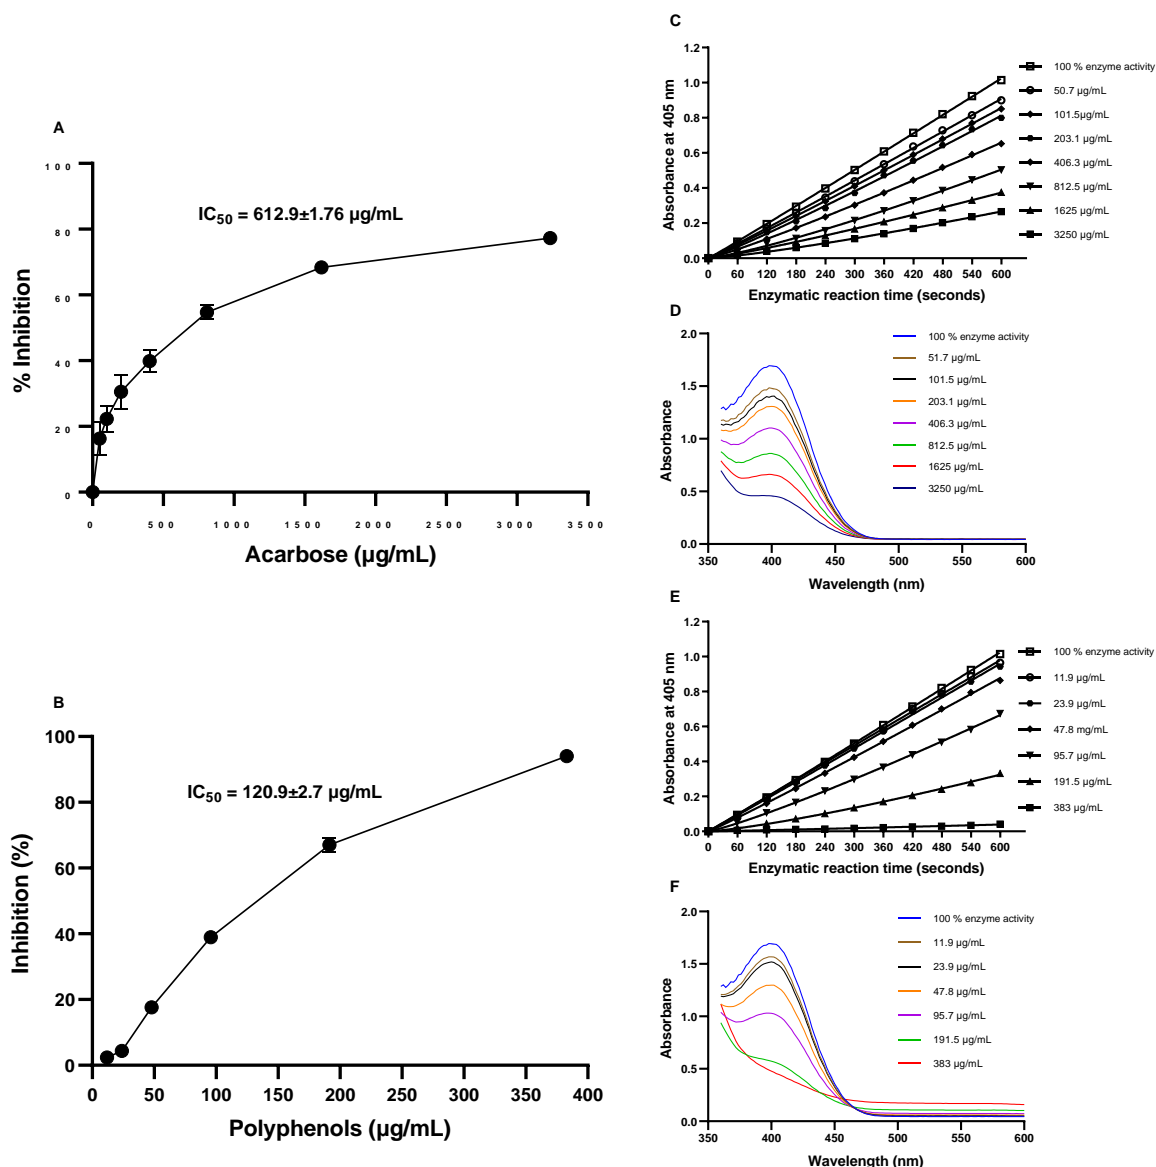 A
IC50 = 612.9±1.76 µg/mL
% Inhibition
100
80
60
40
20
0
0 500 1000 1500 2000 2500 3000 3500
Acarbose (µg/mL)
B
IC50 = 120.9±2.7 µg/mL
Inhibition (%)
100
80
60
40
20
0
0 50 100 150 200 250 300 350 400
Polyphenols (µg/mL)
C
Absorbance at 405 nm
1.2
1.0
0.8
0.6
0.4
0.2
0.0
0 60 120 180 240 300 360 420 480 540 600
Enzymatic reaction time (seconds)
100 % enzyme activity
50.7 µg/mL
101.5µg/mL
203.1 µg/mL
406.3 µg/mL
812.5 µg/mL
1625 µg/mL
3250 µg/mL
D
Absorbance
2.0
1.5
1.0
0.5
0.0
350 400 450 500 550 600
Wavelength (nm)
100 % enzyme activity
51.7 µg/mL
101.5 µg/mL
203.1 µg/mL
406.3 µg/mL
812.5 µg/mL
1625 µg/mL
3250 µg/mL
E
Absorbance at 405 nm
1.2
1.0
0.8
0.6
0.4
0.2
0.0
0 60 120 180 240 300 360 420 480 540 600
Enzymatic reaction time (seconds)
100 % enzyme activity
11.9 µg/mL
23.9 µg/mL
47.8 mg/mL
95.7 µg/mL
191.5 µg/mL
383 µg/mL
F
Absorbance
2.0
1.5
1.0
0.5
0.0
350 400 450 500 550 600
Wavelength (nm)
100 % enzyme activity
11.9 µg/mL
23.9 µg/mL
47.8 µg/mL
95.7 µg/mL
191.5 µg/mL
383 µg/mL